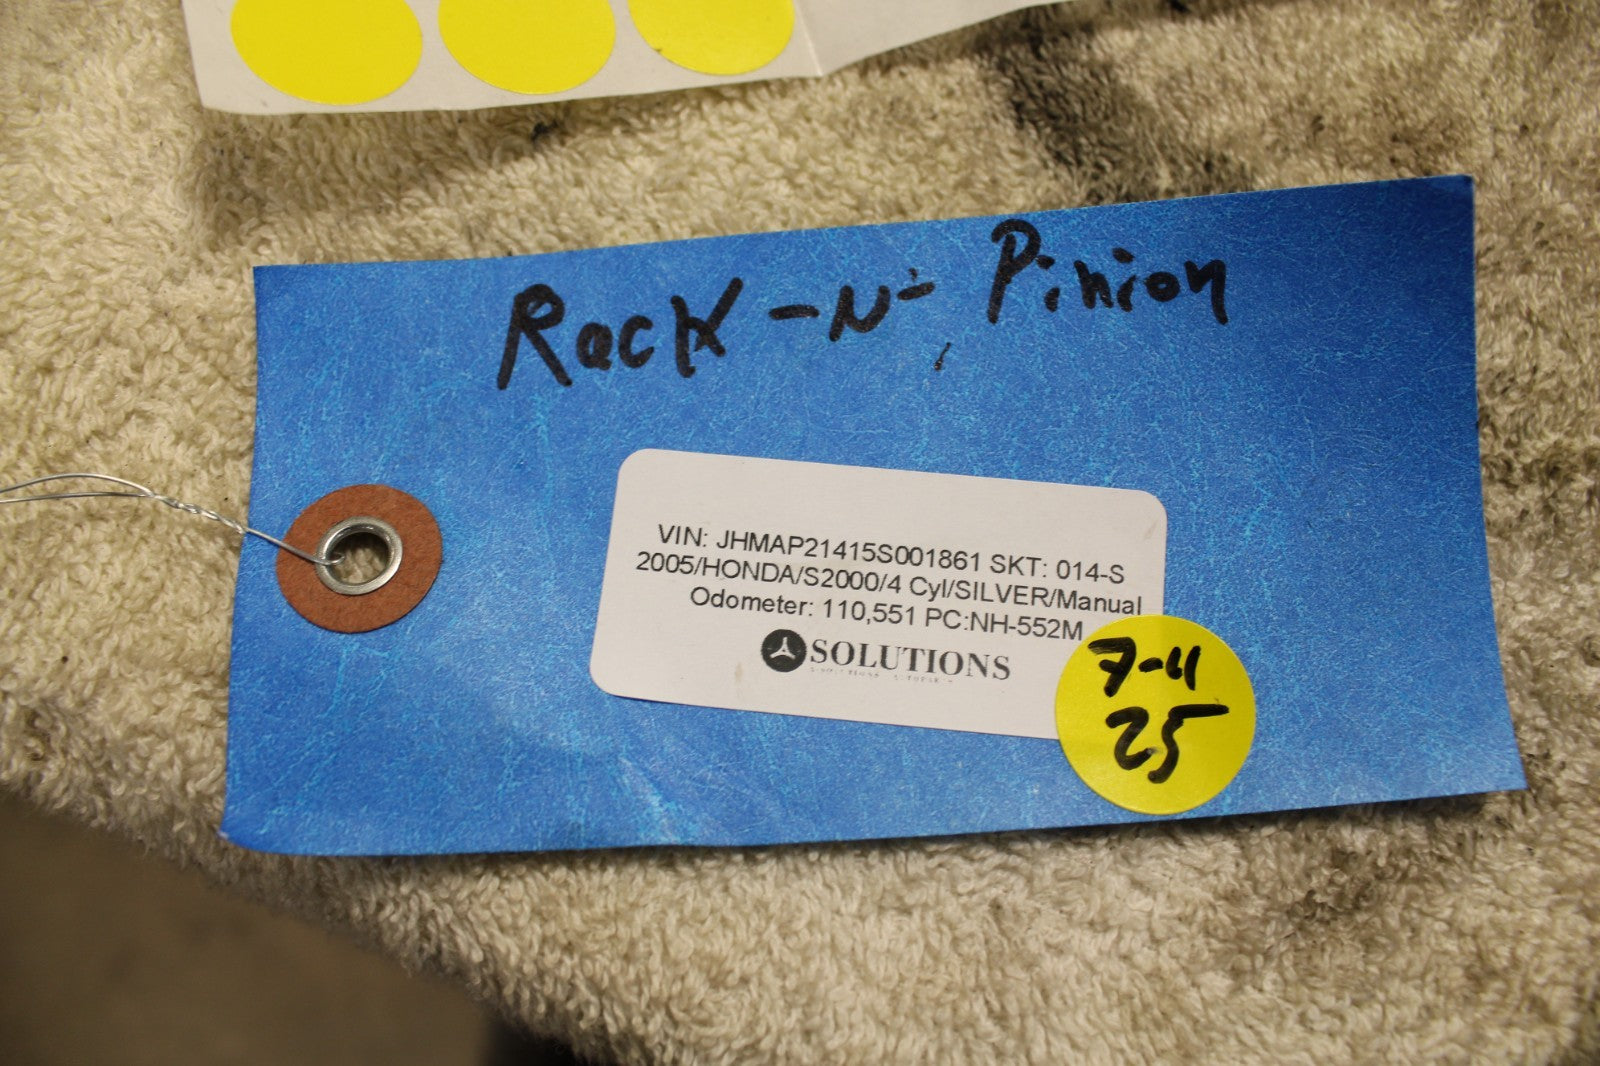 Rack -N- Pinion
VIN: JHMAP21415S001861 SKT: 014-S
2005/HONDA/S2000/4 Cyl/SILVER/Manual
Odometer: 110,551 PC:NH-552M
SOLUTIONS
7-11
25